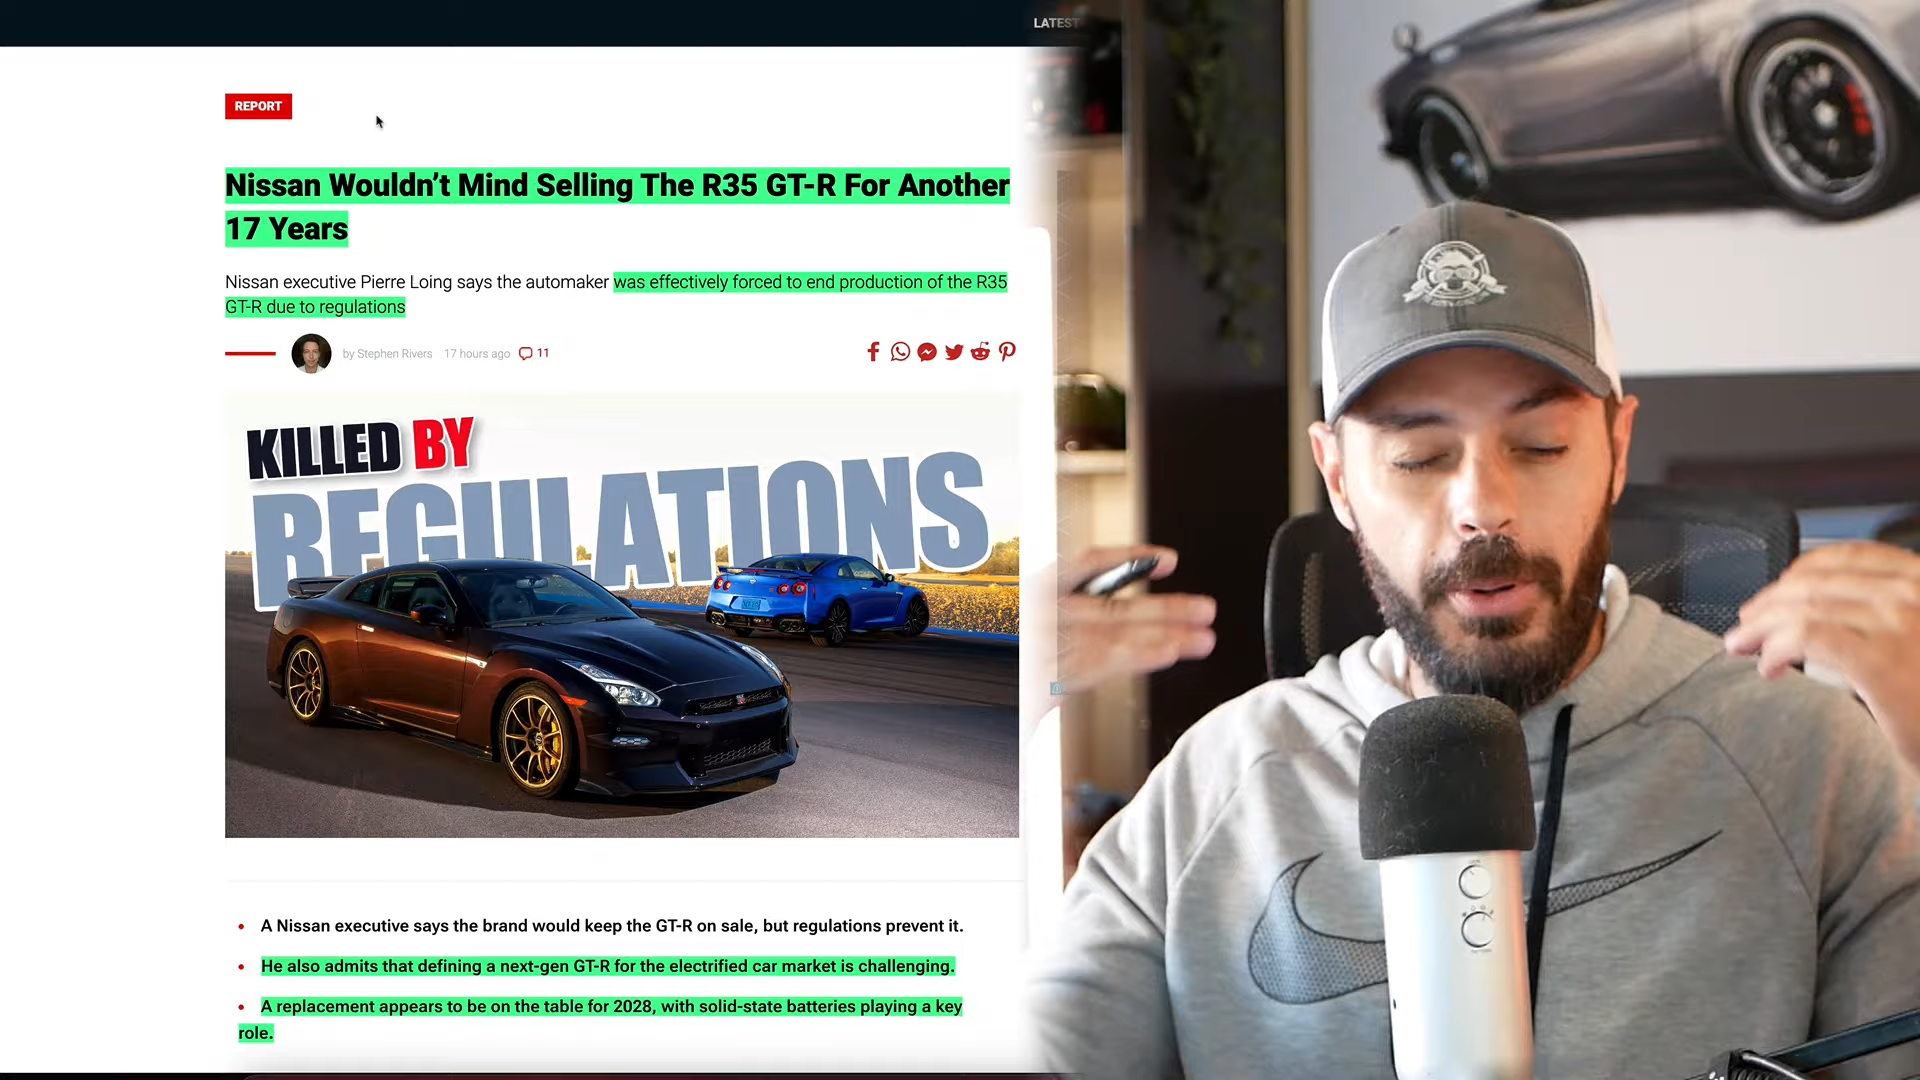 LATEST
REPORT
Nissan Wouldn’t Mind Selling The R35 GT-R For Another
17 Years
Nissan executive Pierre Loing says the automaker was effectively forced to end production of the R35
GT-R due to regulations
by Stephen Rivers 17 hours ago 11
KILLED BY
REGULATIONS
• A Nissan executive says the brand would keep the GT-R on sale, but regulations prevent it.
• He also admits that defining a next-gen GT-R for the electrified car market is challenging.
• A replacement appears to be on the table for 2028, with solid-state batteries playing a key
role.